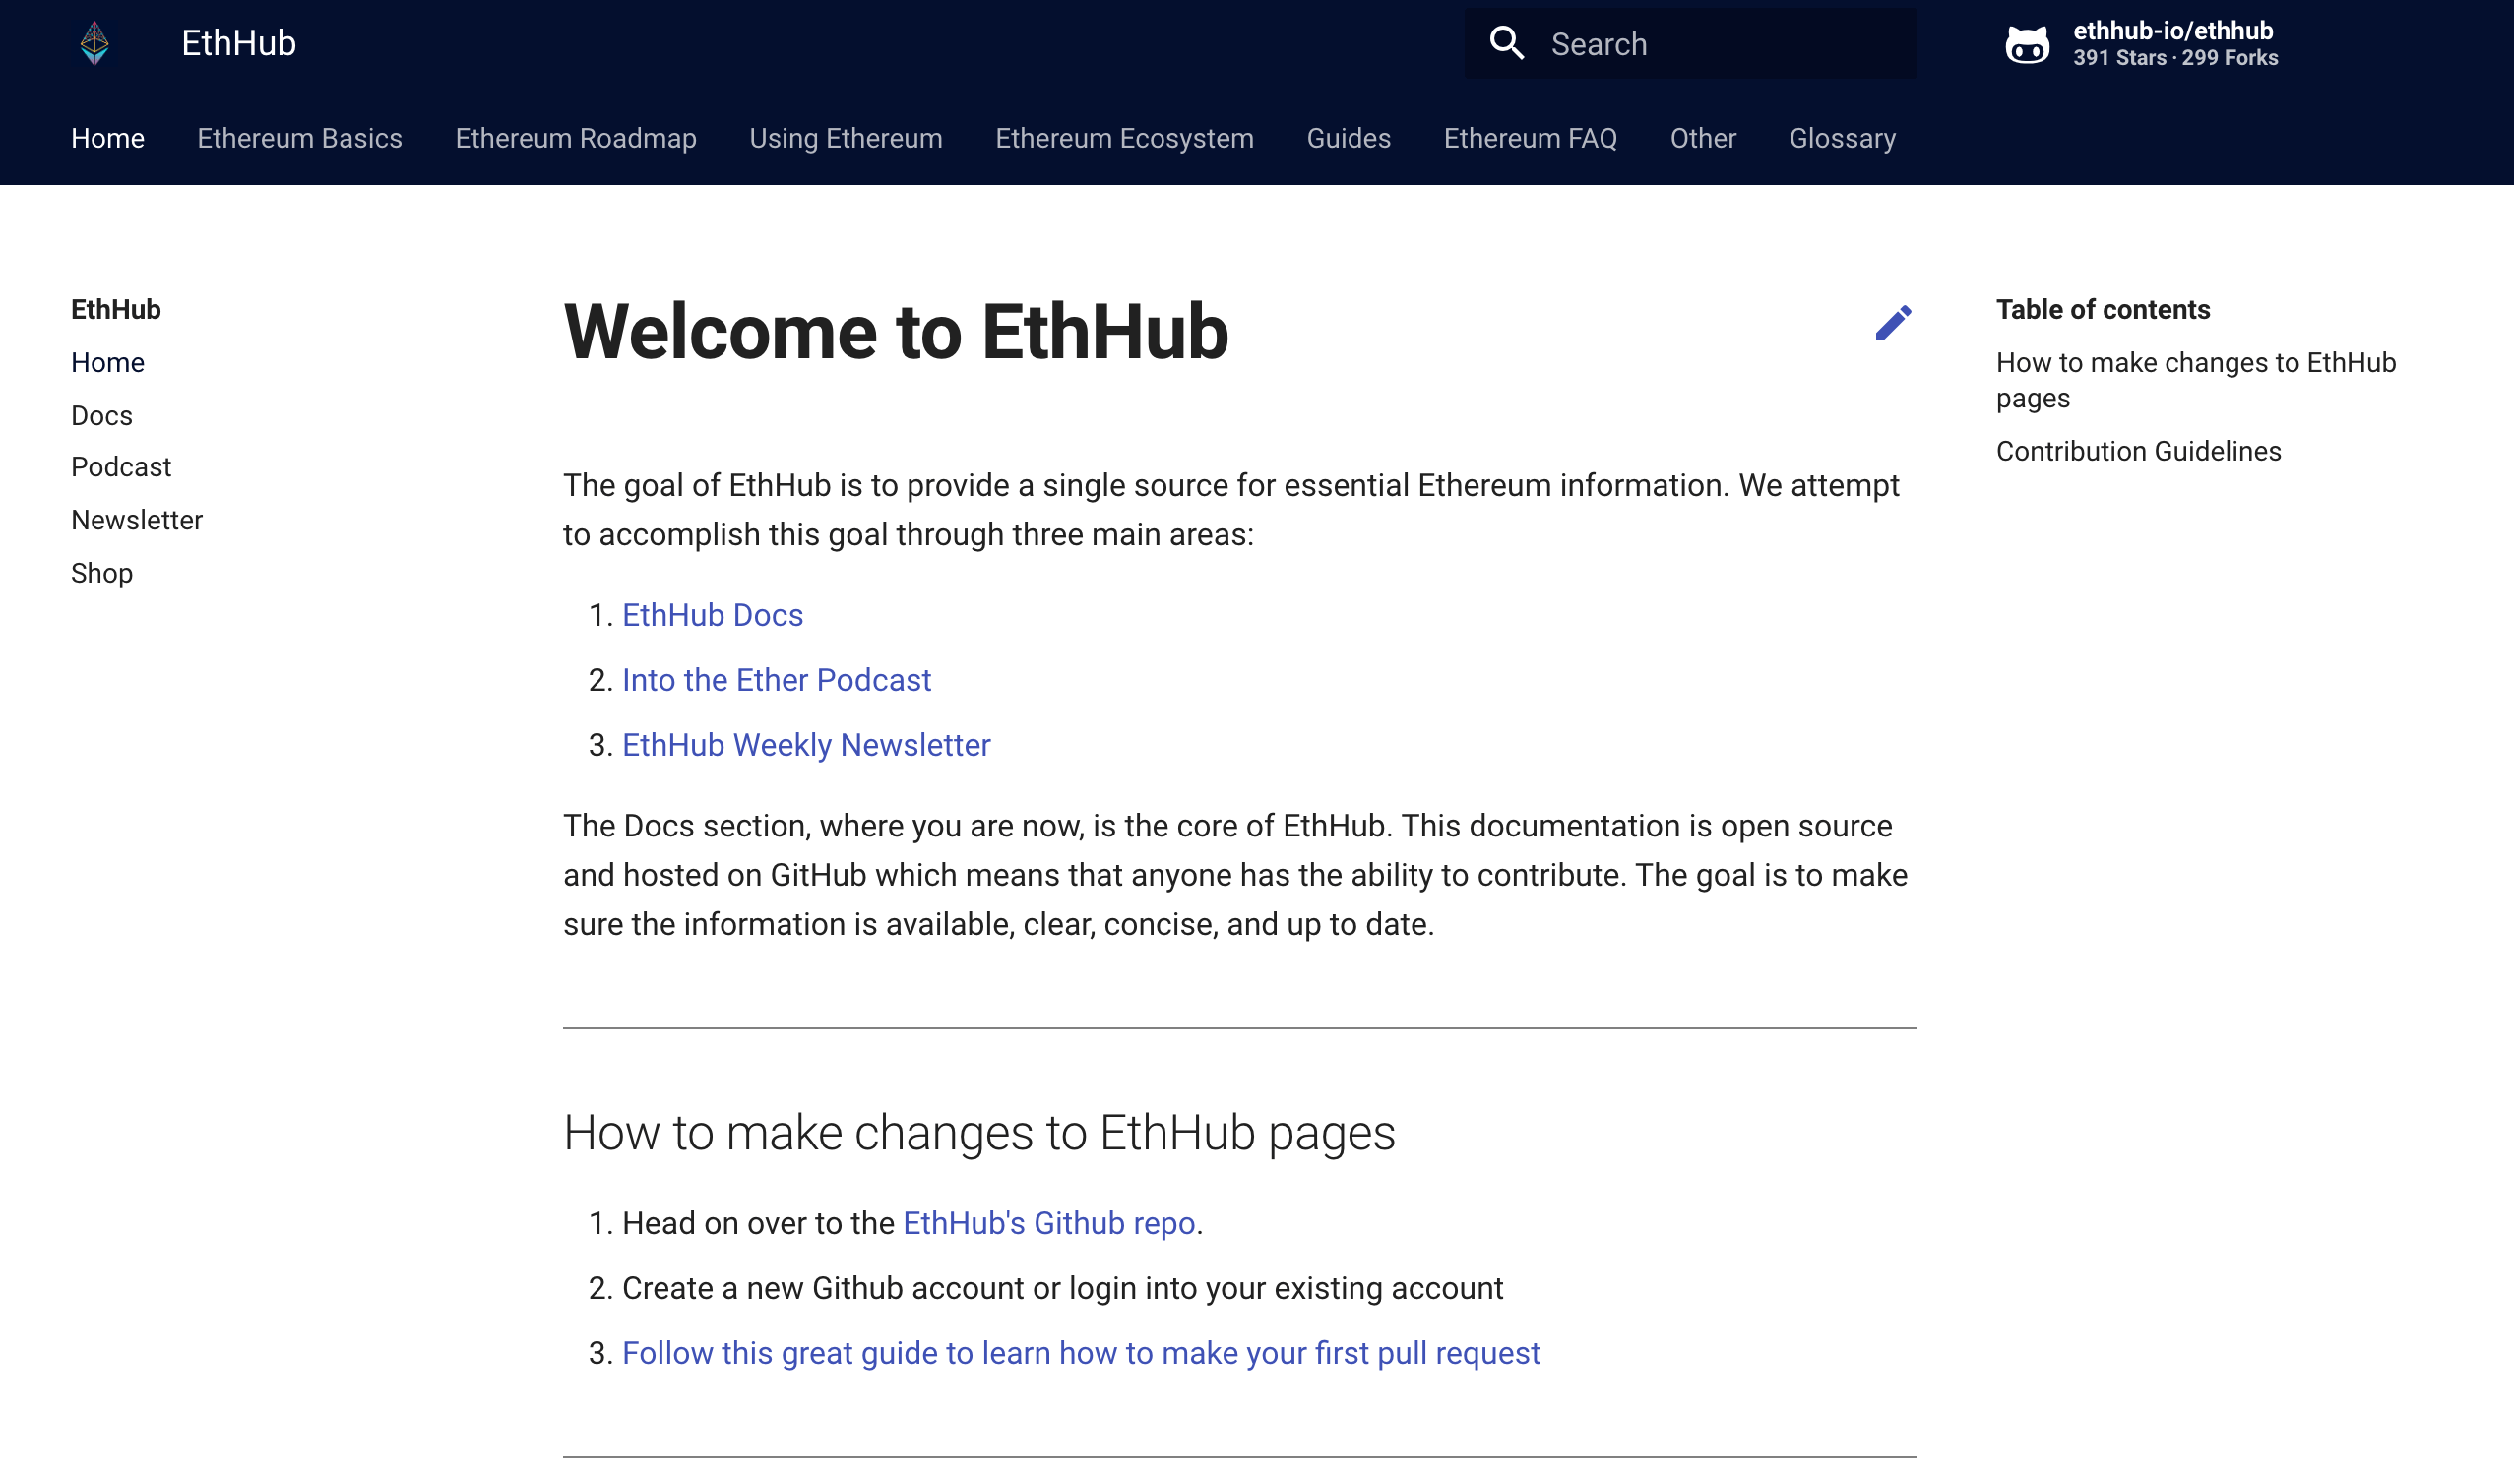 EthHub
Search
ethhub-io/ethhub
391 Stars · 299 Forks
Home Ethereum Basics Ethereum Roadmap Using Ethereum Ethereum Ecosystem Guides Ethereum FAQ Other Glossary
EthHub
Home
Docs
Podcast
Newsletter
Shop
Welcome to EthHub
The goal of EthHub is to provide a single source for essential Ethereum information. We attempt
to accomplish this goal through three main areas:
1. EthHub Docs
2. Into the Ether Podcast
3. EthHub Weekly Newsletter
The Docs section, where you are now, is the core of EthHub. This documentation is open source
and hosted on GitHub which means that anyone has the ability to contribute. The goal is to make
sure the information is available, clear, concise, and up to date.
How to make changes to EthHub pages
1. Head on over to the EthHub's Github repo.
2. Create a new Github account or login into your existing account
3. Follow this great guide to learn how to make your first pull request
Table of contents
How to make changes to EthHub
pages
Contribution Guidelines